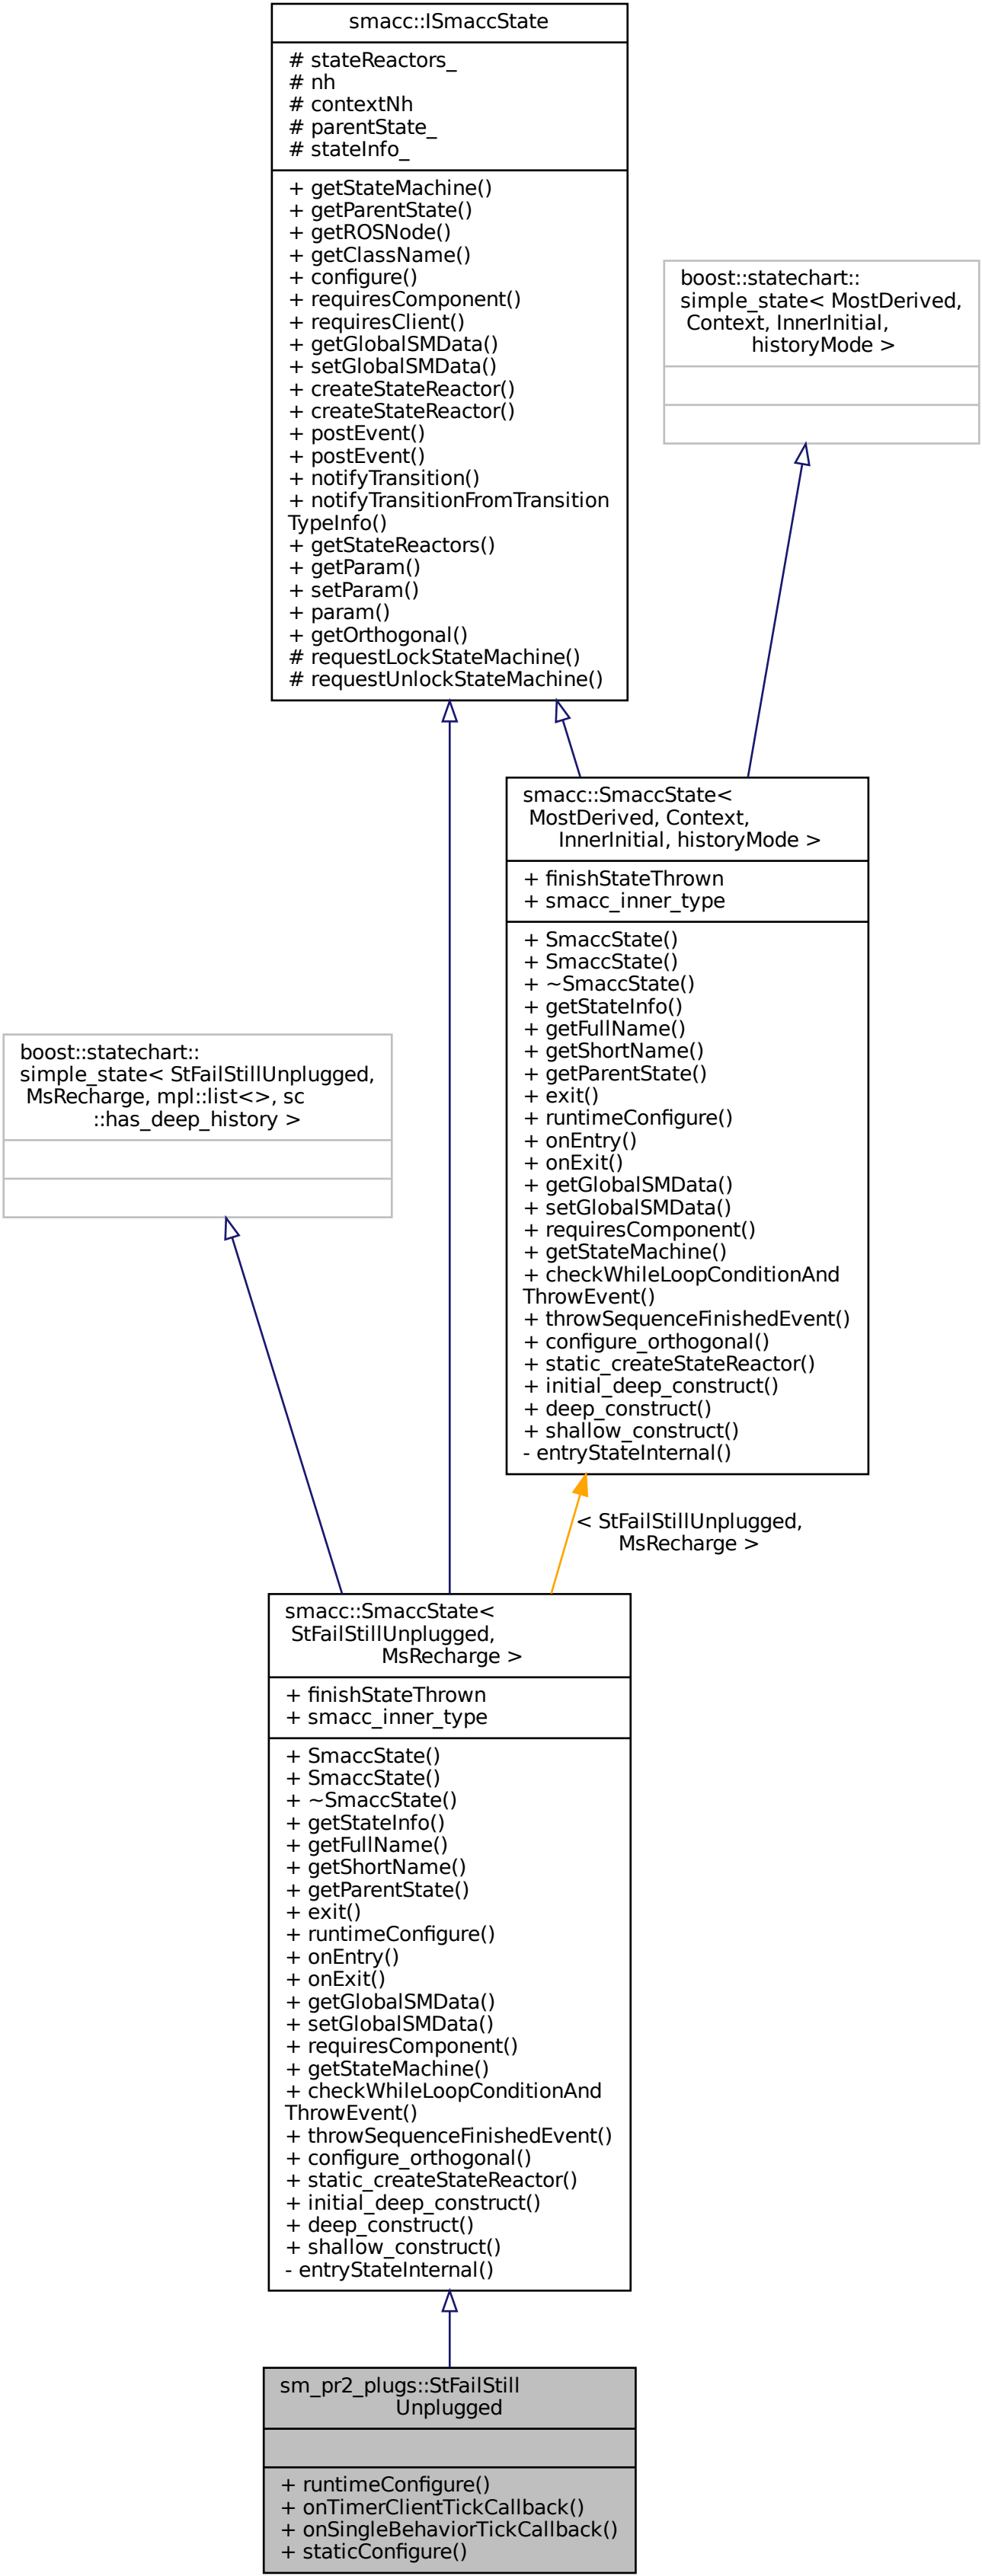 smacc::ISmaccState
# stateReactors_
# nh
# contextNh
# parentState_
# stateInfo_
+ getStateMachine()
+ getParentState()
+ getROSNode()
+ getClassName()
+ configure()
+ requiresComponent()
+ requiresClient()
+ getGlobalSMData()
+ setGlobalSMData()
+ createStateReactor()
+ createStateReactor()
+ postEvent()
+ postEvent()
+ notifyTransition()
+ notifyTransitionFromTransition
TypeInfo()
+ getStateReactors()
+ getParam()
+ setParam()
+ param()
+ getOrthogonal()
# requestLockStateMachine()
# requestUnlockStateMachine()
boost::statechart::
simple_state< MostDerived,
Context, InnerInitial,
historyMode >
smacc::SmaccState<
MostDerived, Context,
InnerInitial, historyMode >
+ finishStateThrown
+ smacc_inner_type
+ SmaccState()
+ SmaccState()
+ ~SmaccState()
+ getStateInfo()
+ getFullName()
+ getShortName()
+ getParentState()
+ exit()
+ runtimeConfigure()
+ onEntry()
+ onExit()
+ getGlobalSMData()
+ setGlobalSMData()
+ requiresComponent()
+ getStateMachine()
+ checkWhileLoopConditionAnd
ThrowEvent()
+ throwSequenceFinishedEvent()
+ configure_orthogonal()
+ static_createStateReactor()
+ initial_deep_construct()
+ deep_construct()
+ shallow_construct()
- entryStateInternal()
boost::statechart::
simple_state< StFailStillUnplugged,
MsRecharge, mpl::list<>, sc
::has_deep_history >
< StFailStillUnplugged,
MsRecharge >
smacc::SmaccState<
StFailStillUnplugged,
MsRecharge >
+ finishStateThrown
+ smacc_inner_type
+ SmaccState()
+ SmaccState()
+ ~SmaccState()
+ getStateInfo()
+ getFullName()
+ getShortName()
+ getParentState()
+ exit()
+ runtimeConfigure()
+ onEntry()
+ onExit()
+ getGlobalSMData()
+ setGlobalSMData()
+ requiresComponent()
+ getStateMachine()
+ checkWhileLoopConditionAnd
ThrowEvent()
+ throwSequenceFinishedEvent()
+ configure_orthogonal()
+ static_createStateReactor()
+ initial_deep_construct()
+ deep_construct()
+ shallow_construct()
- entryStateInternal()
sm_pr2_plugs::StFailStill
Unplugged
+ runtimeConfigure()
+ onTimerClientTickCallback()
+ onSingleBehaviorTickCallback()
+ staticConfigure()